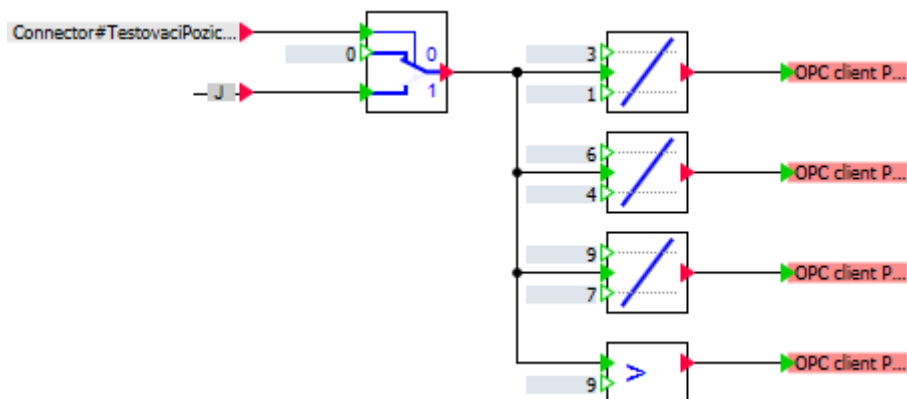 Connector#TestovaciPozic...
0
0
1
J
3
1
OPC client P...
6
4
OPC client P...
9
7
OPC client P...
>
9
OPC client P...